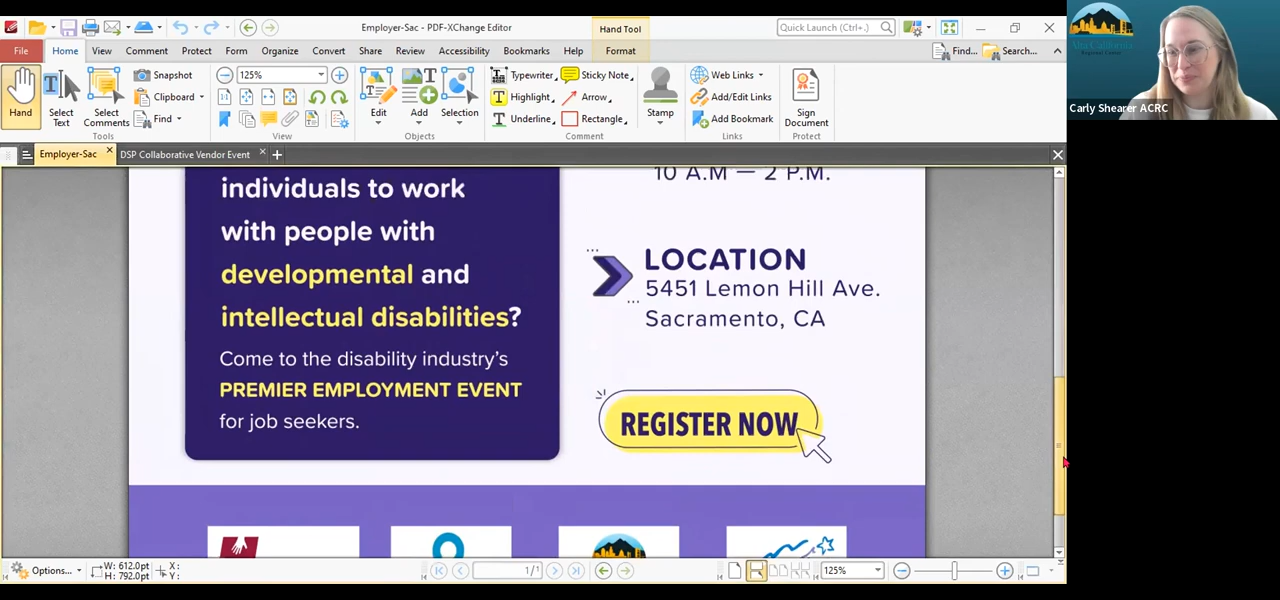 Employer-Sac - PDF-XChange Editor
Hand Tool
Quick Launch (Ctrl+.)
File
Home
View
Comment
Protect
Form
Organize
Convert
Share
Review
Accessibility
Bookmarks
Help
Format
Find...
Search...
Hand
Select
Text
Select
Comments
Snapshot
Clipboard
Find
Tools
125%
View
Edit
Add
Selection
Objects
Typewriter
Highlight
Underline
Sticky Note
Arrow
Rectangle
Stamp
Comment
Web Links
Add/Edit Links
Add Bookmark
Links
Sign
Document
Protect
Employer-Sac
DSP Collaborative Vendor Event
individuals to work
with people with
developmental and
intellectual disabilities?
Come to the disability industry's
PREMIER EMPLOYMENT EVENT
for job seekers.
10 A.M — 2 P.M.
LOCATION
5451 Lemon Hill Ave.
Sacramento, CA
REGISTER NOW
Options...
W: 612.0pt
H: 792.0pt
X:
Y:
1/1
125%
Alta California
Regional Center
Carly Shearer ACRC